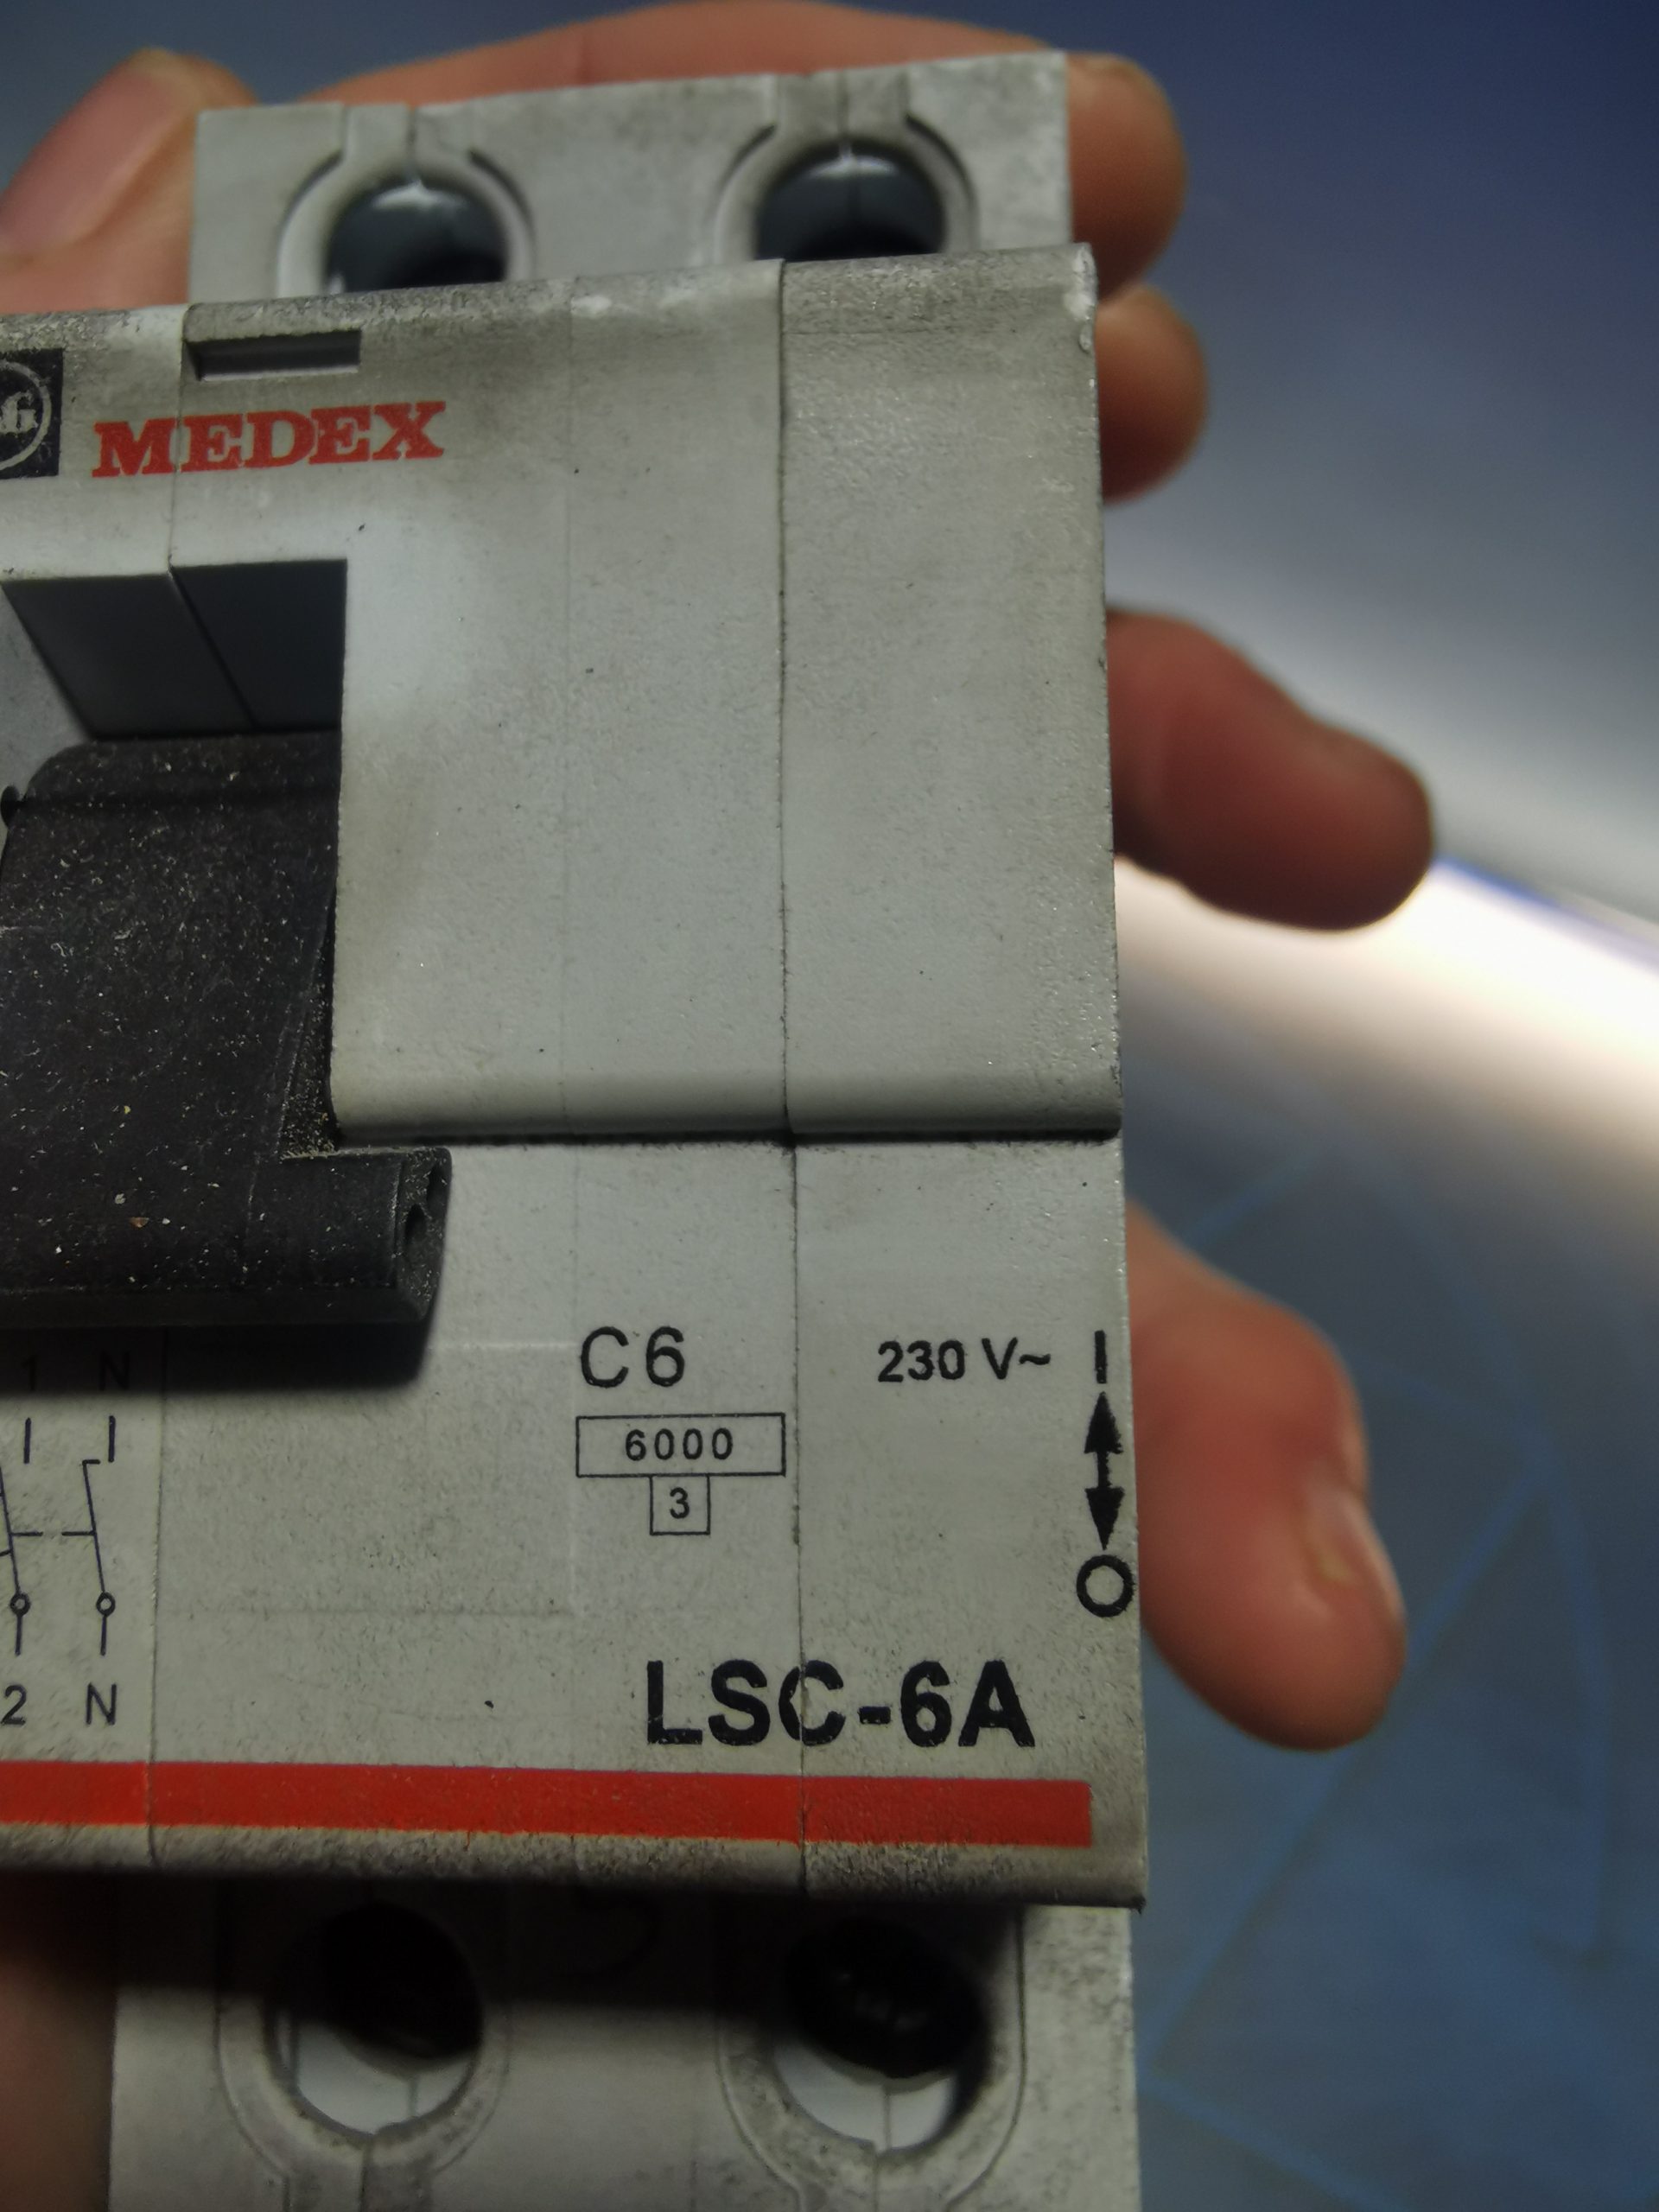 MEDEX
C6
230 V~ I
6000
3
O
1 N
2 N
LSC-6A